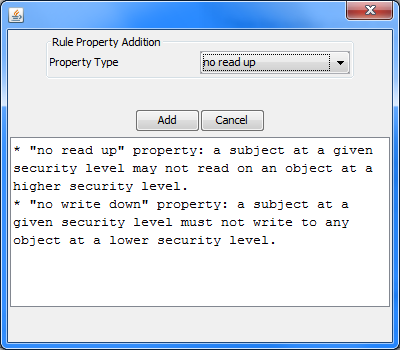 Rule Property Addition
Property Type no read up
Add Cancel
* "no read up" property: a subject at a given
security level may not read on an object at a
higher security level.
* "no write down" property: a subject at a
given security level must not write to any
object at a lower security level.